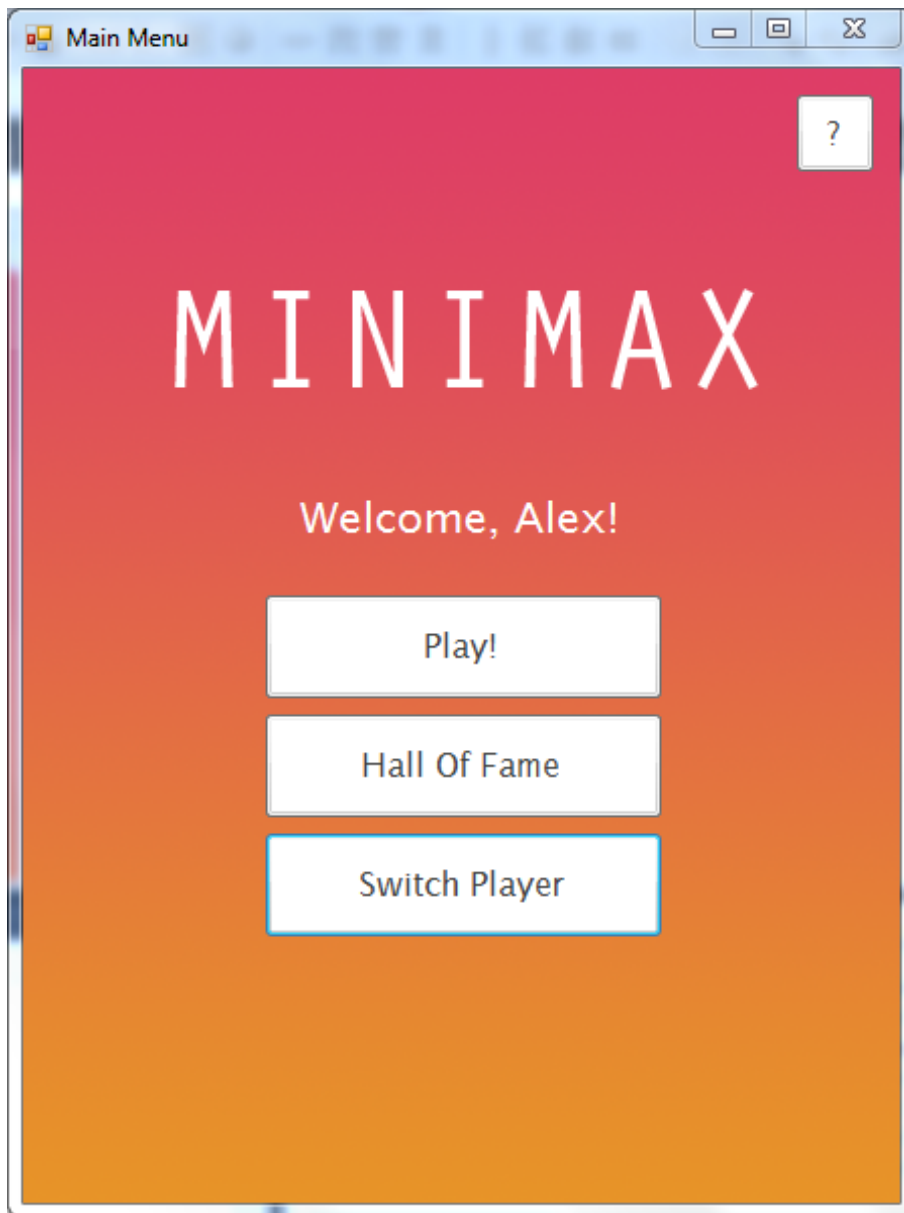 Main Menu
?
MINIMAX
Welcome, Alex!
Play!
Hall Of Fame
Switch Player